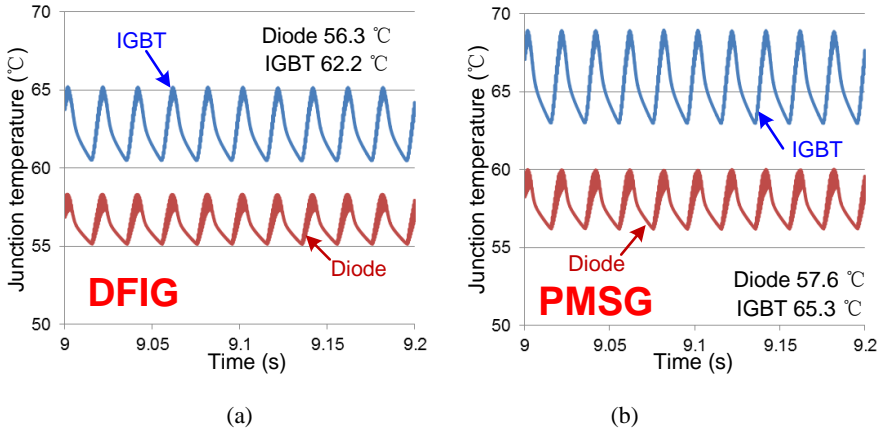 70
65
60
55
50
Junction temperature (℃)
IGBT
Diode 56.3 ℃
IGBT 62.2 ℃
Diode
DFIG
9
9.05
9.1
9.15
9.2
Time (s)
(a)
70
65
60
55
50
Junction temperature (℃)
IGBT
Diode
PMSG
Diode 57.6 ℃
IGBT 65.3 ℃
9
9.05
9.1
9.15
9.2
Time (s)
(b)